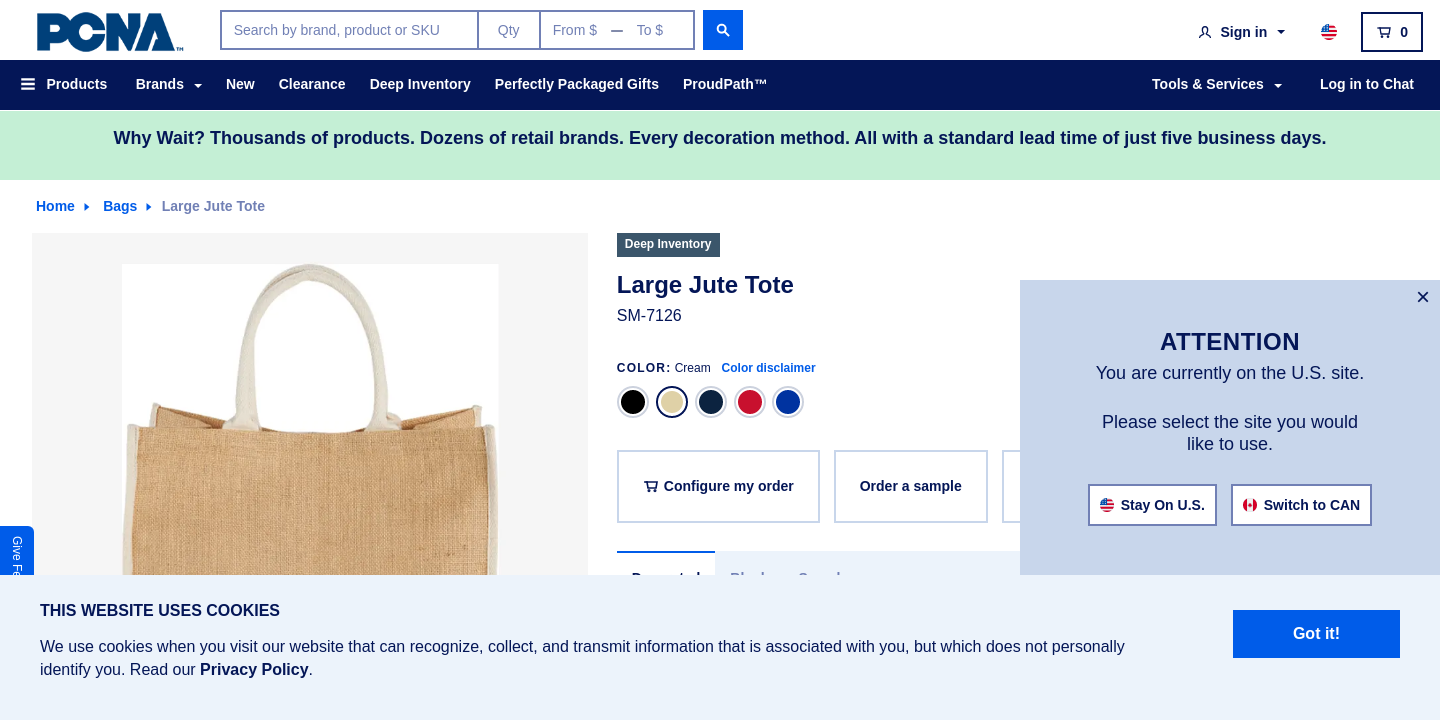 PCNA™
Search by brand, product or SKU
Qty
From $ — To $
Sign in
0
Products
Brands
New
Clearance
Deep Inventory
Perfectly Packaged Gifts
ProudPath™
Tools & Services
Log in to Chat
Why Wait? Thousands of products. Dozens of retail brands. Every decoration method. All with a standard lead time of just five business days.
Home
Bags
Large Jute Tote
Deep Inventory
Large Jute Tote
SM-7126
COLOR: Cream Color disclaimer
Configure my order
Order a sample
×
ATTENTION
You are currently on the U.S. site.
Please select the site you would
like to use.
Stay On U.S.
Switch to CAN
Give
THIS WEBSITE USES COOKIES
We use cookies when you visit our website that can recognize, collect, and transmit information that is associated with you, but which does not personally
identify you. Read our Privacy Policy.
Got it!